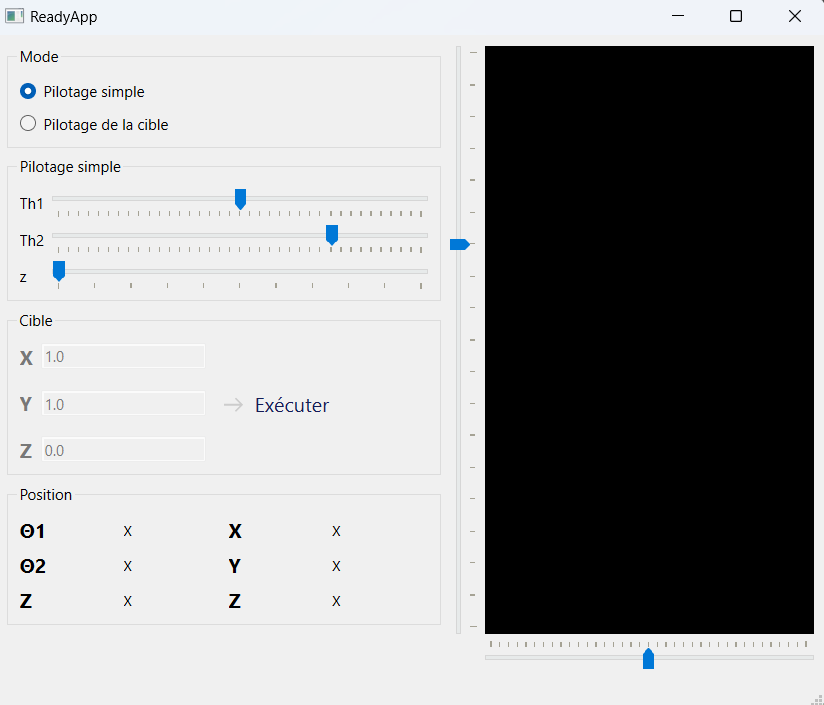 ReadyApp
Mode
Pilotage simple
Pilotage de la cible
Pilotage simple
Th1
Th2
z
Cible
X 1.0
Y 1.0
Exécuter
Z 0.0
Position
Θ1 X X X
Θ2 X Y X
Z X Z X